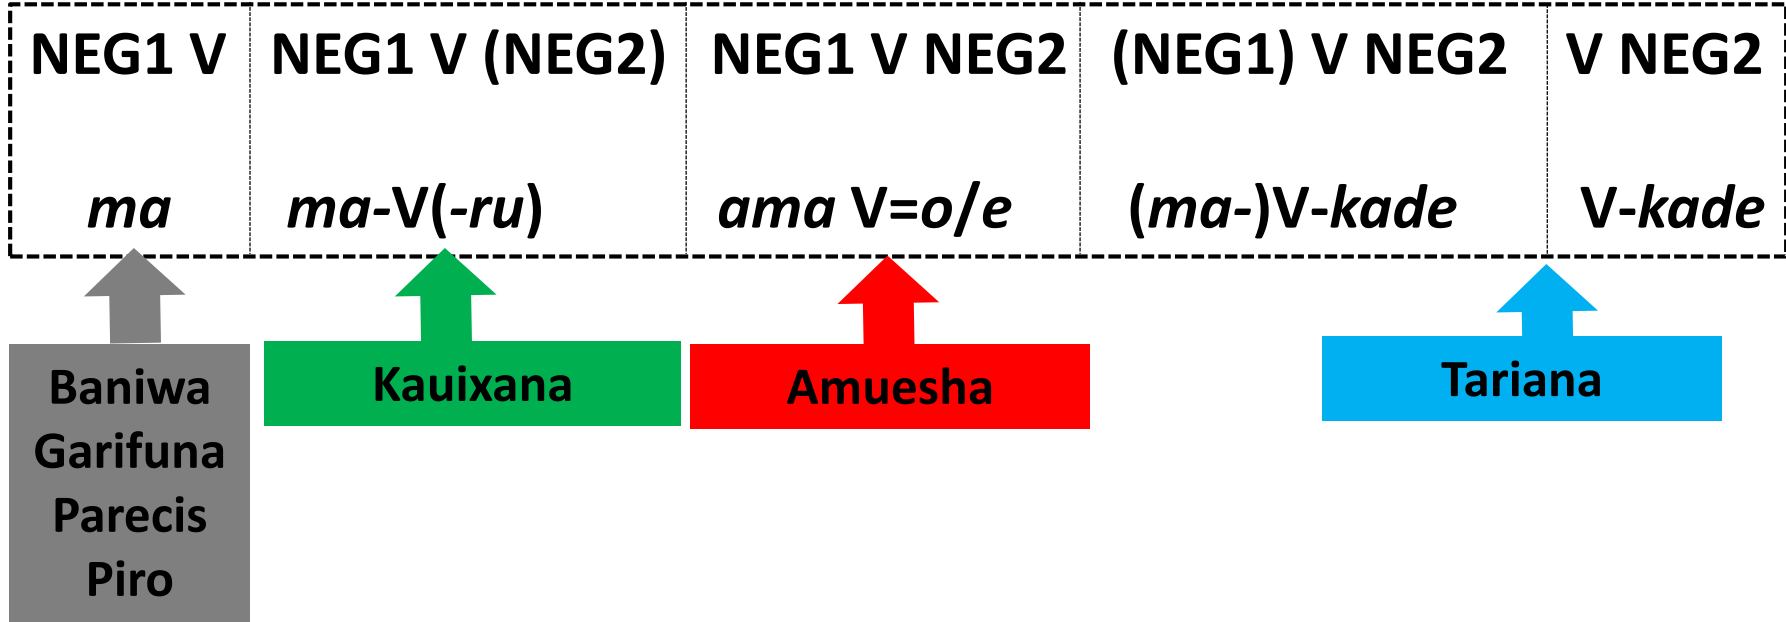 NEG1 V
NEG1 V (NEG2)
NEG1 V NEG2
(NEG1) V NEG2
V NEG2
ma
ma-V(-ru)
ama V=o/e
(ma-)V-kade
V-kade
Baniwa
Garifuna
Parecis
Piro
Kauixana
Amuesha
Tariana